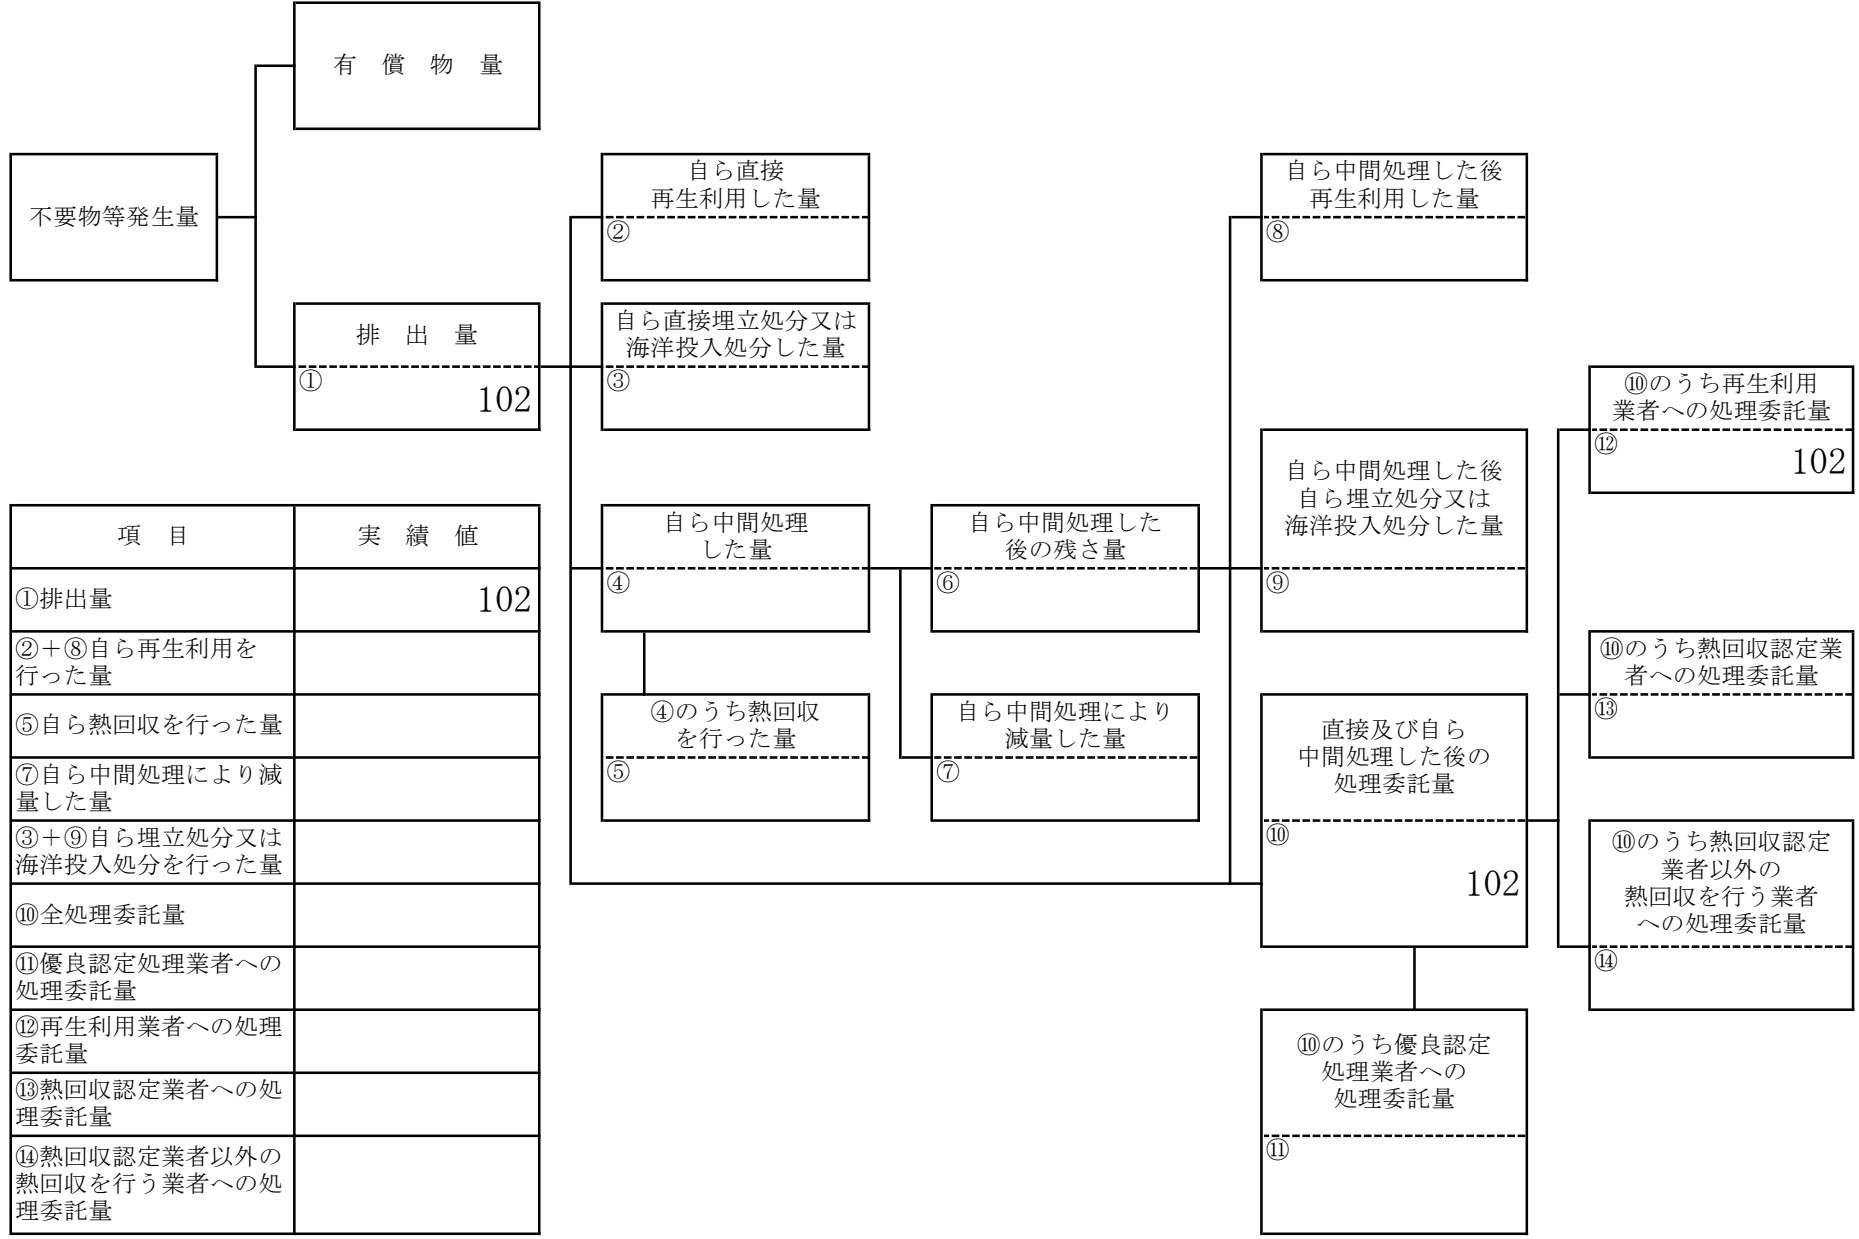 有　償　物　量
不要物等発生量
排　出　量
①
102
自ら直接
再生利用した量
②
自ら直接埋立処分又は
海洋投入処分した量
③
自ら中間処理
した量
④
④のうち熱回収
を行った量
⑤
自ら中間処理した
後の残さ量
⑥
自ら中間処理により
減量した量
⑦
自ら中間処理した後
再生利用した量
⑧
自ら中間処理した後
自ら埋立処分又は
海洋投入処分した量
⑨
直接及び自ら
中間処理した後の
処理委託量
⑩
102
⑩のうち優良認定
処理業者への
処理委託量
⑪
⑩のうち再生利用
業者への処理委託量
⑫
102
⑩のうち熱回収認定業
者への処理委託量
⑬
⑩のうち熱回収認定
業者以外の
熱回収を行う業者
への処理委託量
⑭
項　目　実　績　値
①排出量　102
②＋⑧自ら再生利用を
行った量
⑤自ら熱回収を行った量
⑦自ら中間処理により減
量した量
③＋⑨自ら埋立処分又は
海洋投入処分を行った量
⑩全処理委託量
⑪優良認定処理業者への
処理委託量
⑫再生利用業者への処理
委託量
⑬熱回収認定業者への処
理委託量
⑭熱回収認定業者以外の
熱回収を行う業者への処
理委託量